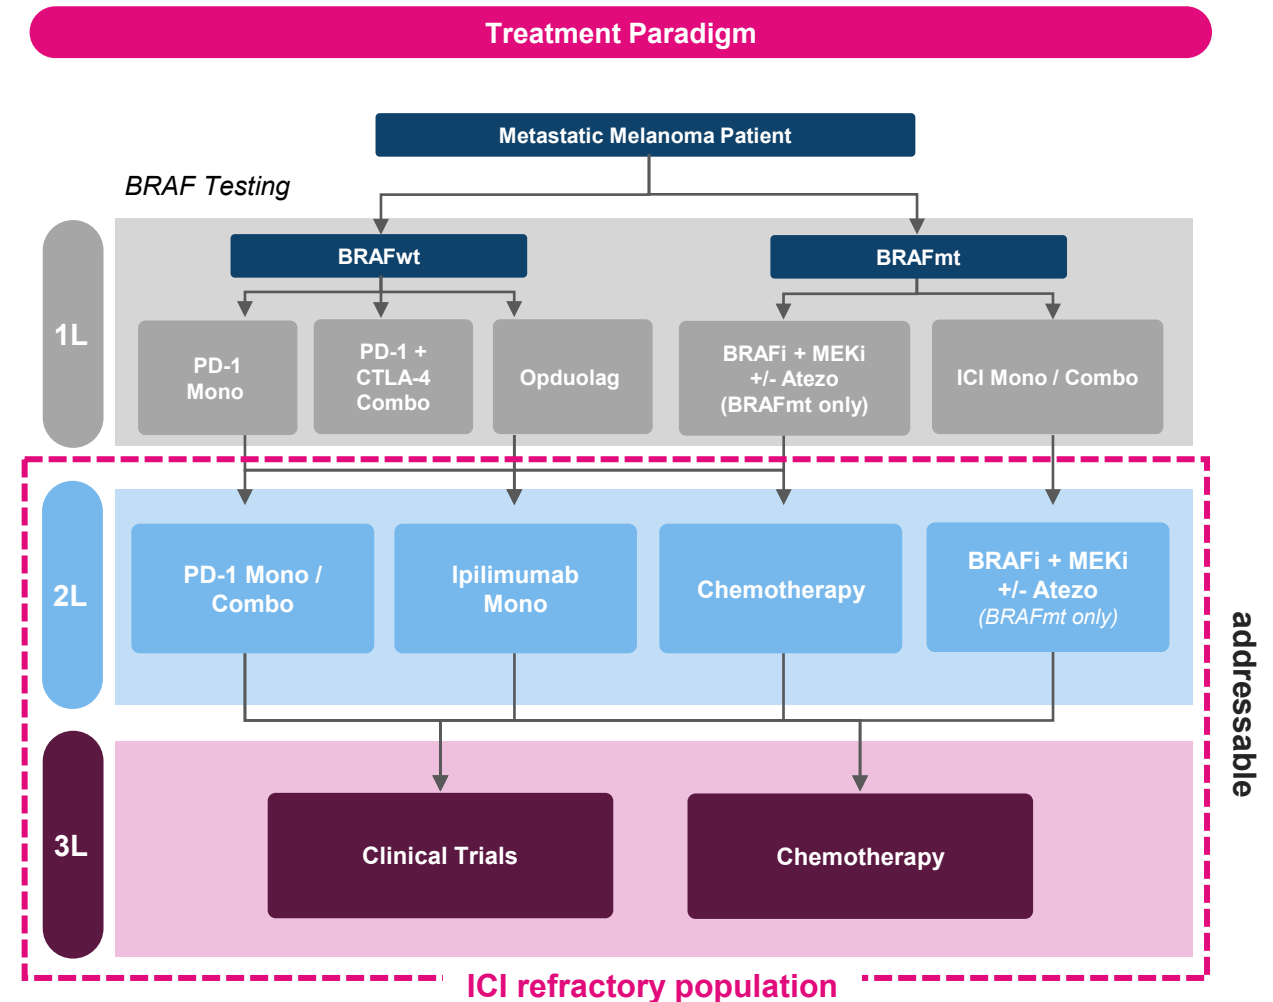 Treatment Paradigm
Metastatic Melanoma Patient
BRAF Testing
BRAFwt
BRAFmt
1L
PD-1
Mono
PD-1 +
CTLA-4
Combo
Opduolag
BRAFi + MEKi
+/- Atezo
(BRAFmt only)
ICI Mono / Combo
2L
PD-1 Mono /
Combo
Ipilimumab
Mono
Chemotherapy
BRAFi + MEKi
+/- Atezo
(BRAFmt only)
addressable
3L
Clinical Trials
Chemotherapy
ICI refractory population